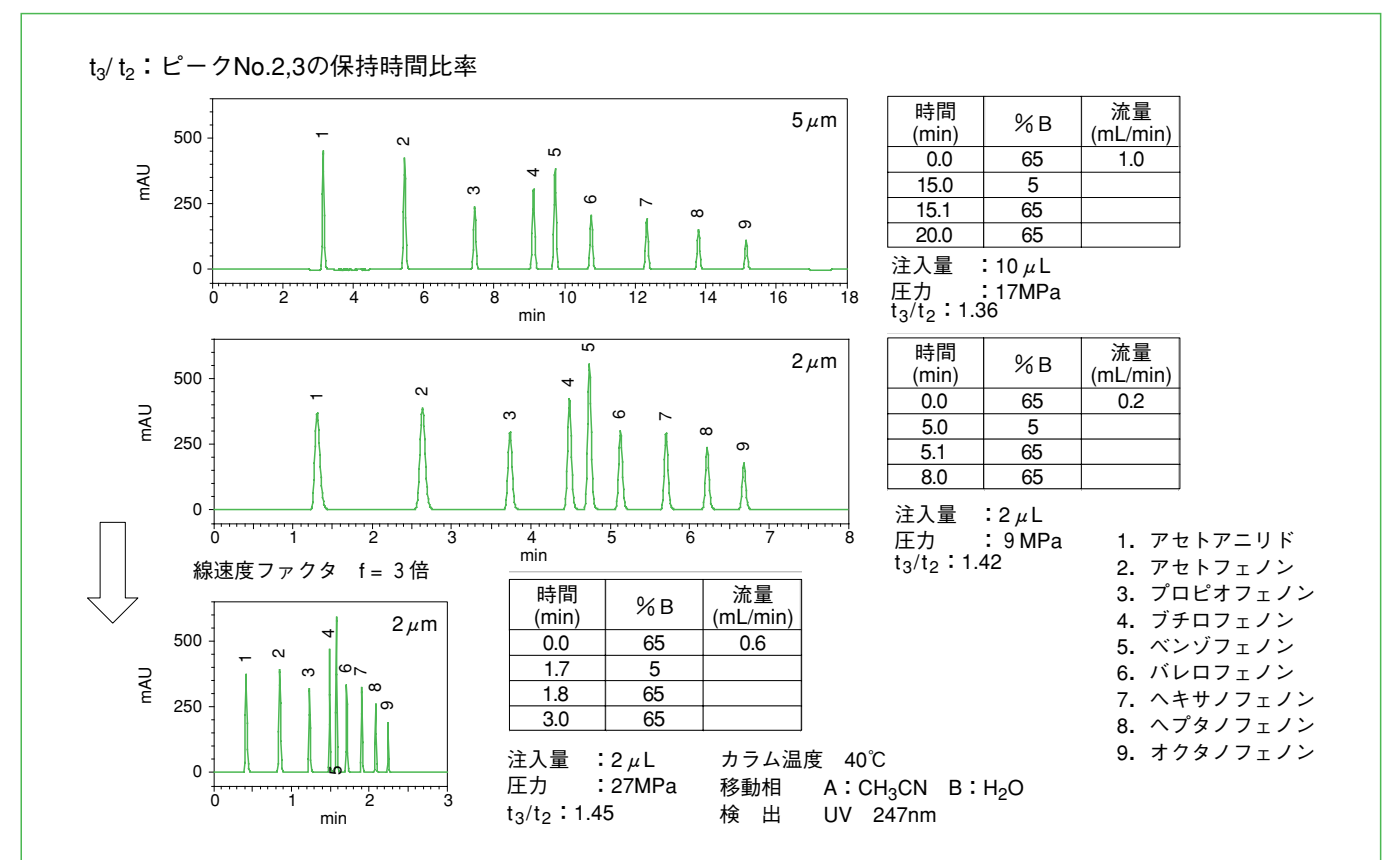 t3/ t2：ピークNo.2,3の保持時間比率
5 μm
mAU
500
250
0
1
2
3
4
5
6
7
8
9
0 2 4 6 8 10 12 14 16 18
min
時間 (min) %B 流量 (mL/min)
0.0 65 1.0
15.0 5
15.1 65
20.0 65
注入量 ：10 μL
圧力 ：17MPa
t3/t2：1.36
2 μm
mAU
500
250
0
1
2
3
4
5
6
7
8
9
0 1 2 3 4 5 6 7 8
min
時間 (min) %B 流量 (mL/min)
0.0 65 0.2
5.0 5
5.1 65
8.0 65
注入量 ：2 μL
圧力 ：9 MPa
t3/t2：1.42
線速度ファクタ f = 3 倍
2 μm
mAU
500
250
0
1
2
3
4
5
6
7
8
9
0 1 2 3
min
時間 (min) %B 流量 (mL/min)
0.0 65 0.6
1.7 5
1.8 65
3.0 65
注入量 ：2 μL
圧力 ：27MPa
t3/t2：1.45
カラム温度 40℃
移動相 A：CH3CN B：H2O
検 出 UV 247nm
1. アセトアニリド
2. アセトフェノン
3. プロピオフェノン
4. ブチロフェノン
5. ベンゾフェノン
6. バレロフェノン
7. ヘキサノフェノン
8. ヘプタノフェノン
9. オクタノフェノン